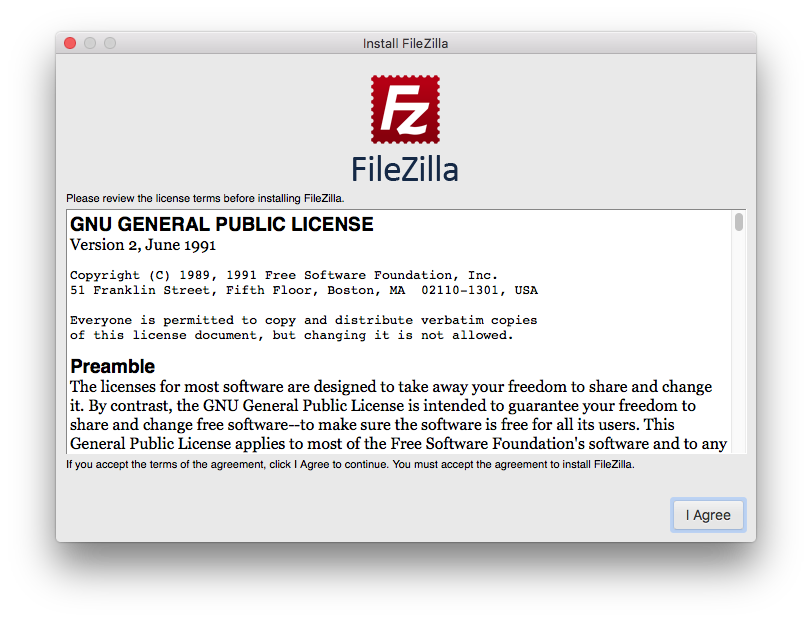 Install FileZilla
Fz
FileZilla
Please review the license terms before installing FileZilla.
GNU GENERAL PUBLIC LICENSE
Version 2, June 1991
Copyright (C) 1989, 1991 Free Software Foundation, Inc.
51 Franklin Street, Fifth Floor, Boston, MA  02110-1301, USA
Everyone is permitted to copy and distribute verbatim copies
of this license document, but changing it is not allowed.
Preamble
The licenses for most software are designed to take away your freedom to share and change
it. By contrast, the GNU General Public License is intended to guarantee your freedom to
share and change free software--to make sure the software is free for all its users. This
General Public License applies to most of the Free Software Foundation's software and to any
If you accept the terms of the agreement, click I Agree to continue. You must accept the agreement to install FileZilla.
I Agree